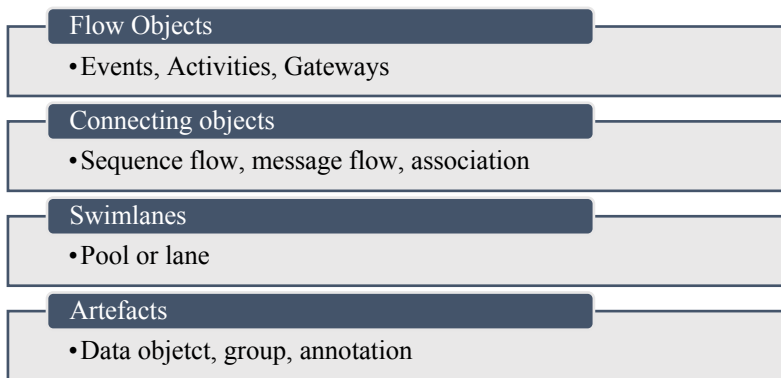 Flow Objects
•Events, Activities, Gateways
Connecting objects
•Sequence flow, message flow, association
Swimlanes
•Pool or lane
Artefacts
•Data objetct, group, annotation